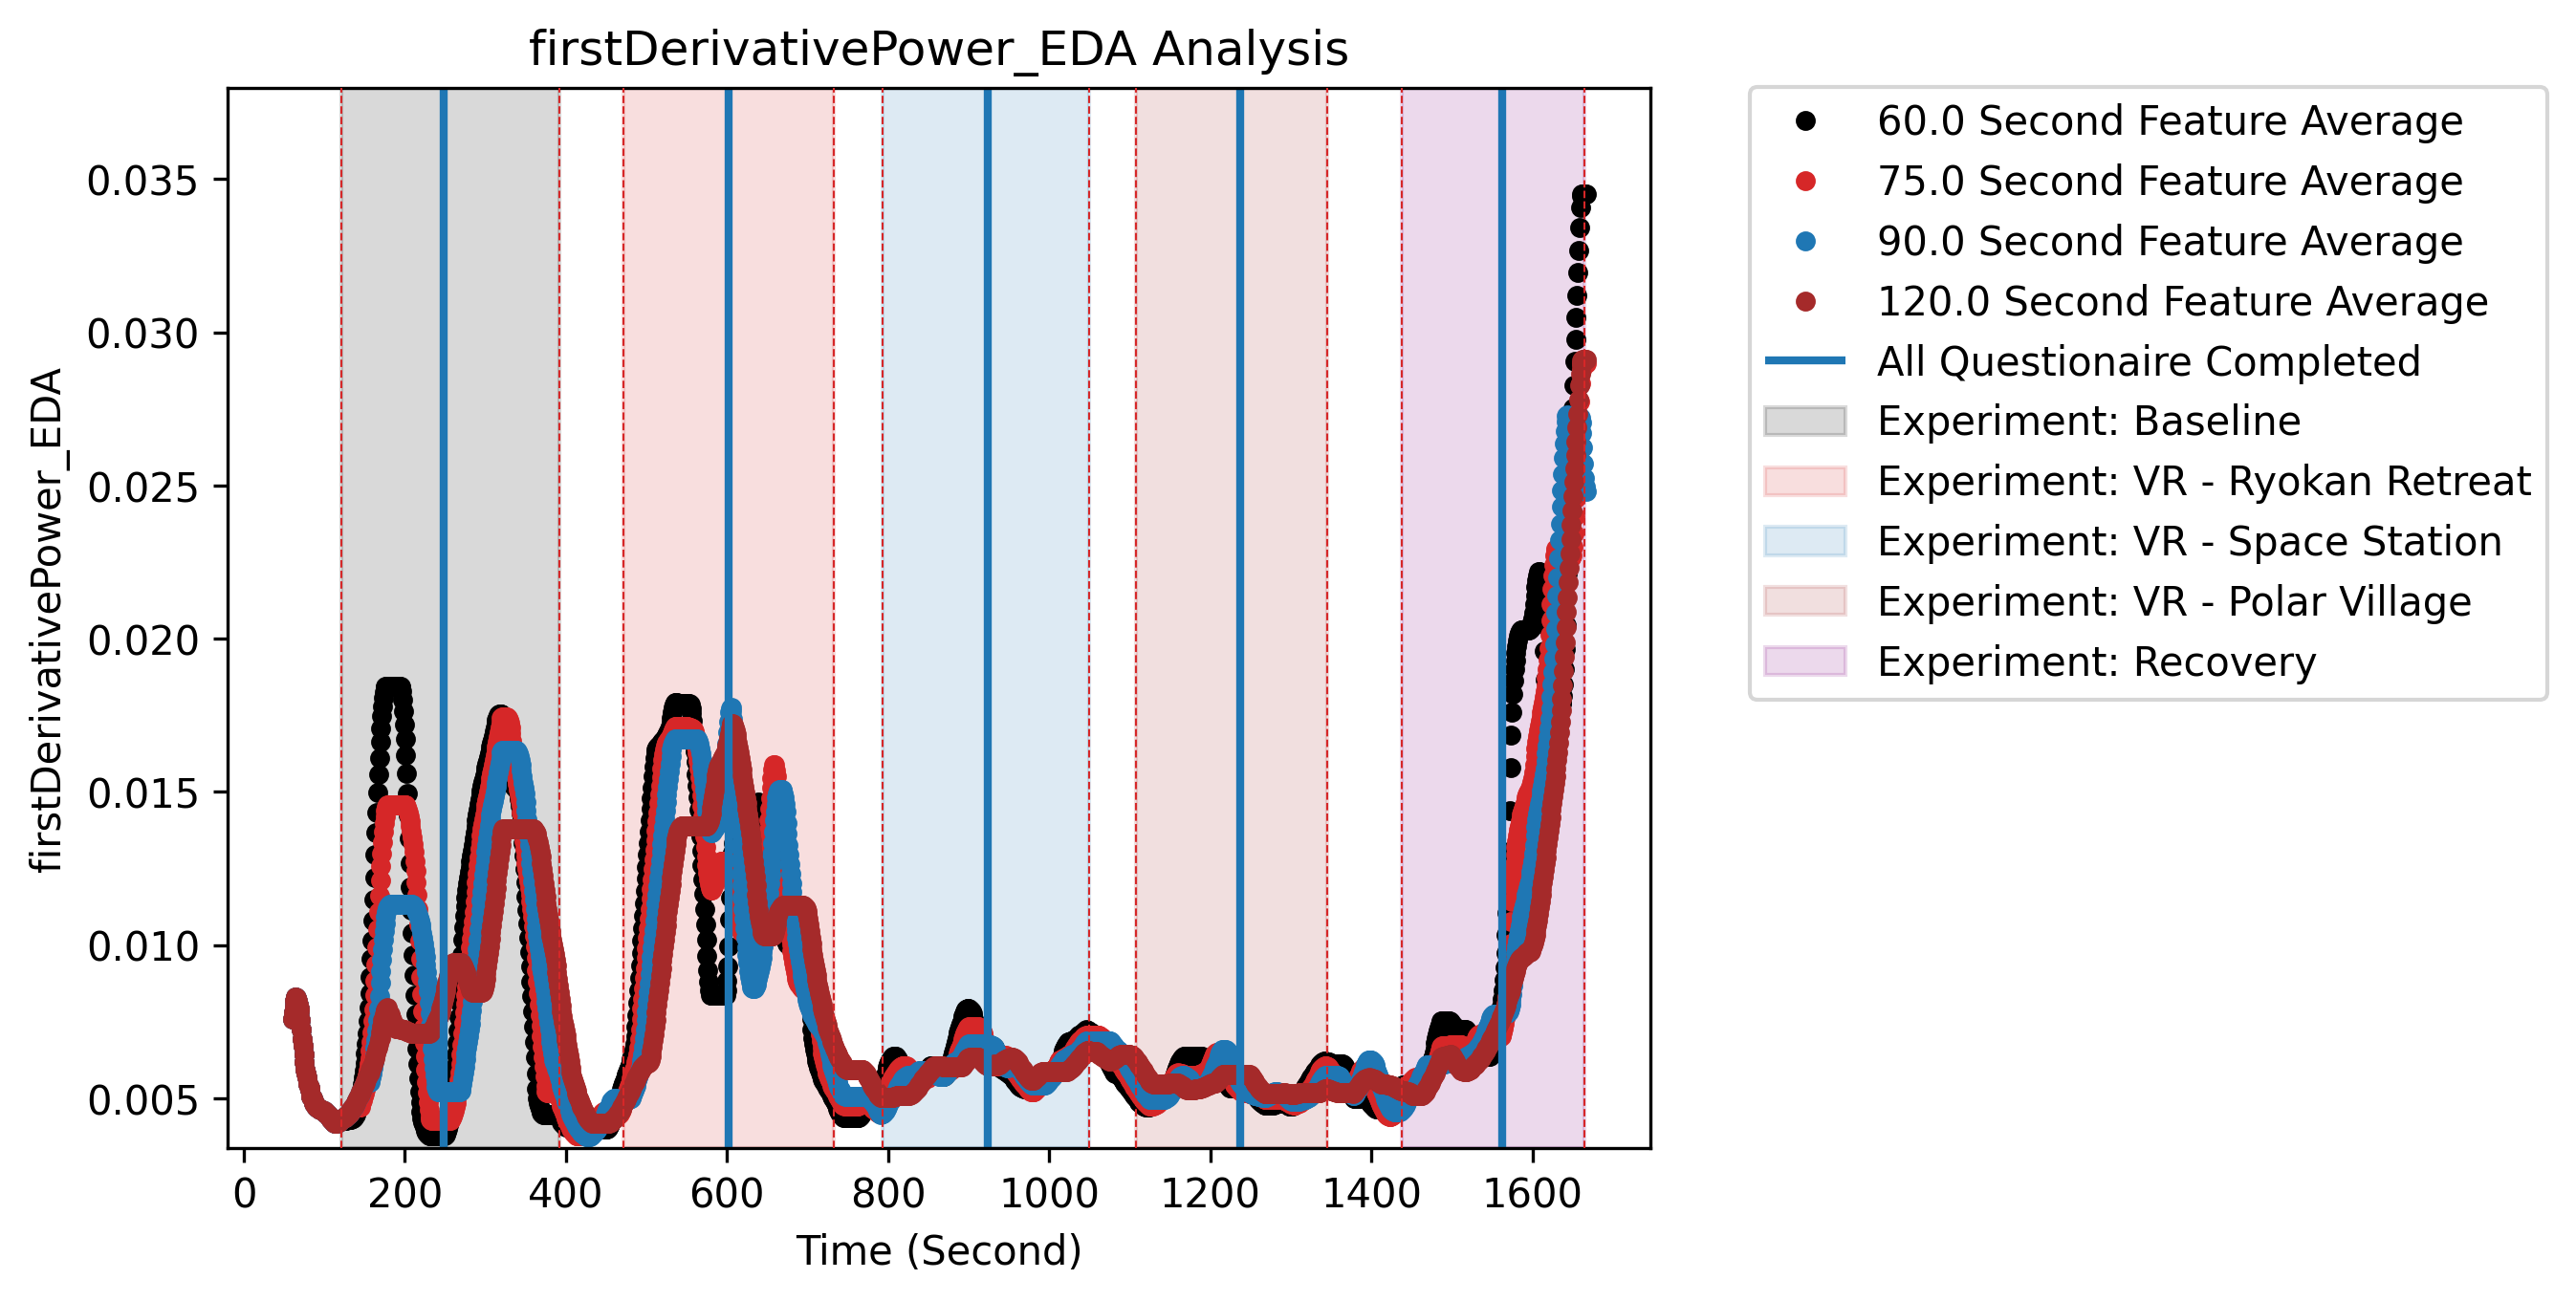 firstDerivativePower_EDA Analysis
firstDerivativePower_EDA
0.035
0.030
0.025
0.020
0.015
0.010
0.005
0 200 400 600 800 1000 1200 1400 1600
Time (Second)
60.0 Second Feature Average
75.0 Second Feature Average
90.0 Second Feature Average
120.0 Second Feature Average
All Questionaire Completed
Experiment: Baseline
Experiment: VR - Ryokan Retreat
Experiment: VR - Space Station
Experiment: VR - Polar Village
Experiment: Recovery